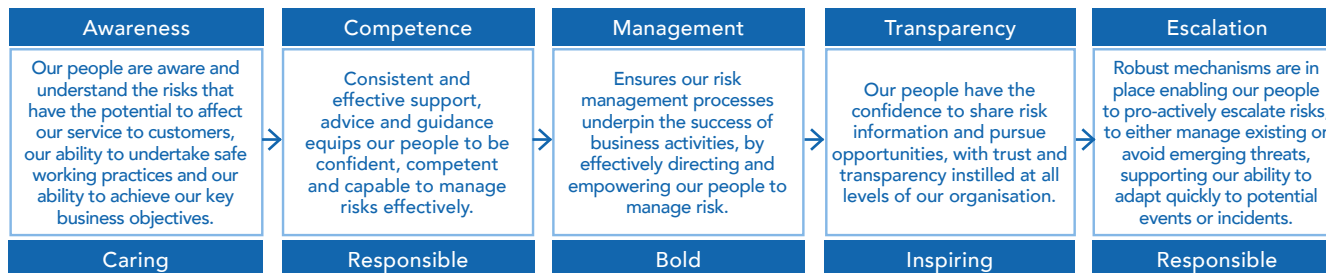 Awareness
Our people are aware and
understand the risks that
have the potential to affect
our service to customers,
our ability to undertake safe
working practices and our
ability to achieve our key
business objectives.
Caring
Competence
Consistent and
effective support,
advice and guidance
equips our people to be
confident, competent
and capable to manage
risks effectively.
Responsible
Management
Ensures our risk
management processes
underpin the success of
business activities, by
effectively directing and
empowering our people to
manage risk.
Bold
Transparency
Our people have the
confidence to share risk
information and pursue
opportunities, with trust and
transparency instilled at all
levels of our organisation.
Inspiring
Escalation
Robust mechanisms are in
place enabling our people
to pro-actively escalate risks,
to either manage existing or
avoid emerging threats,
supporting our ability to
adapt quickly to potential
events or incidents.
Responsible